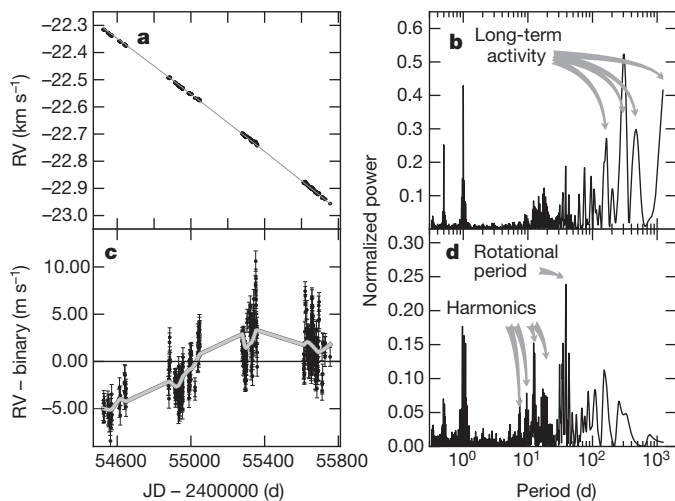 a
RV (km s⁻¹)
−22.3
−22.4
−22.5
−22.6
−22.7
−22.8
−22.9
−23.0
b
Long-term
activity
0.6
0.5
0.4
0.3
0.2
0.1
Normalized power
c
RV − binary (m s⁻¹)
10.00
5.00
0.00
−5.00
54600 55000 55400 55800
JD − 2400000 (d)
d
Rotational
period
Harmonics
0.30
0.25
0.20
0.15
0.10
0.05
0.00
10⁰ 10¹ 10² 10³
Period (d)